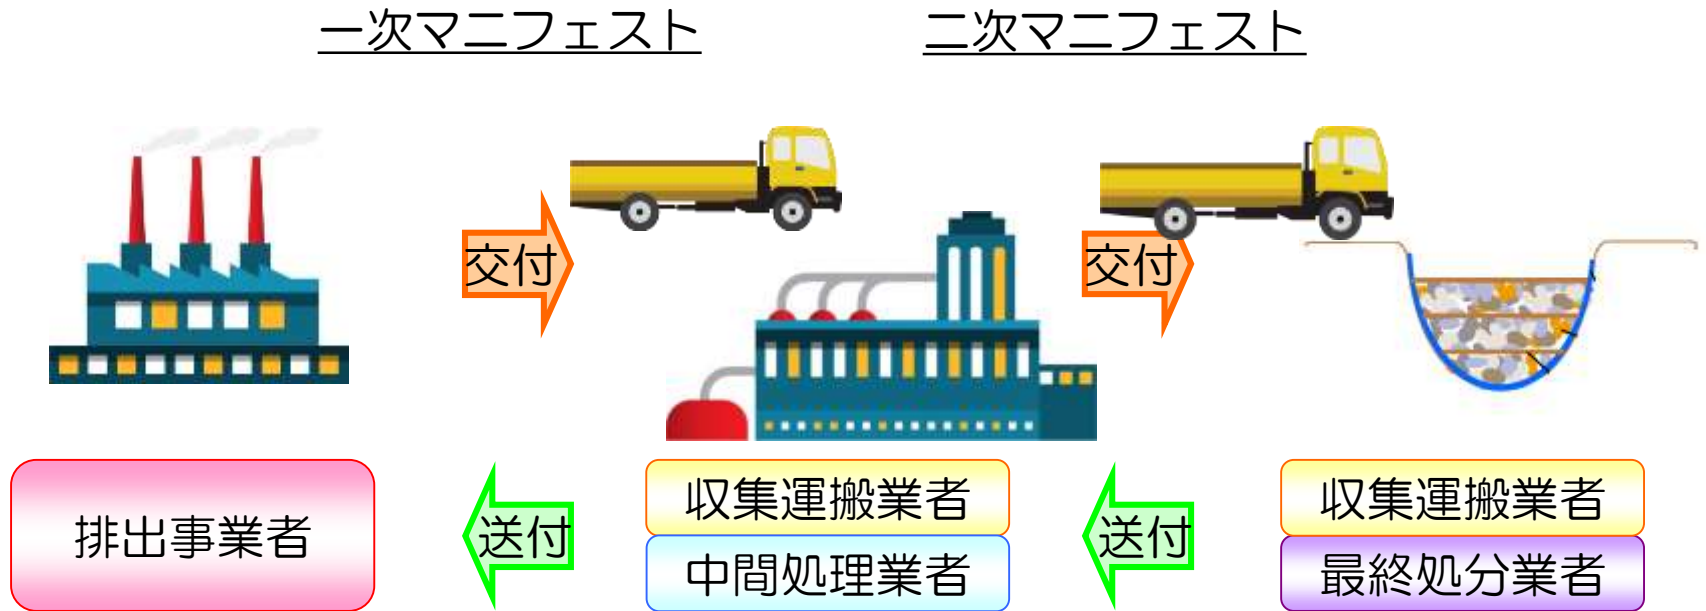 一次マニフェスト
二次マニフェスト
交付
交付
排出事業者
送付
収集運搬業者
中間処理業者
送付
収集運搬業者
最終処分業者